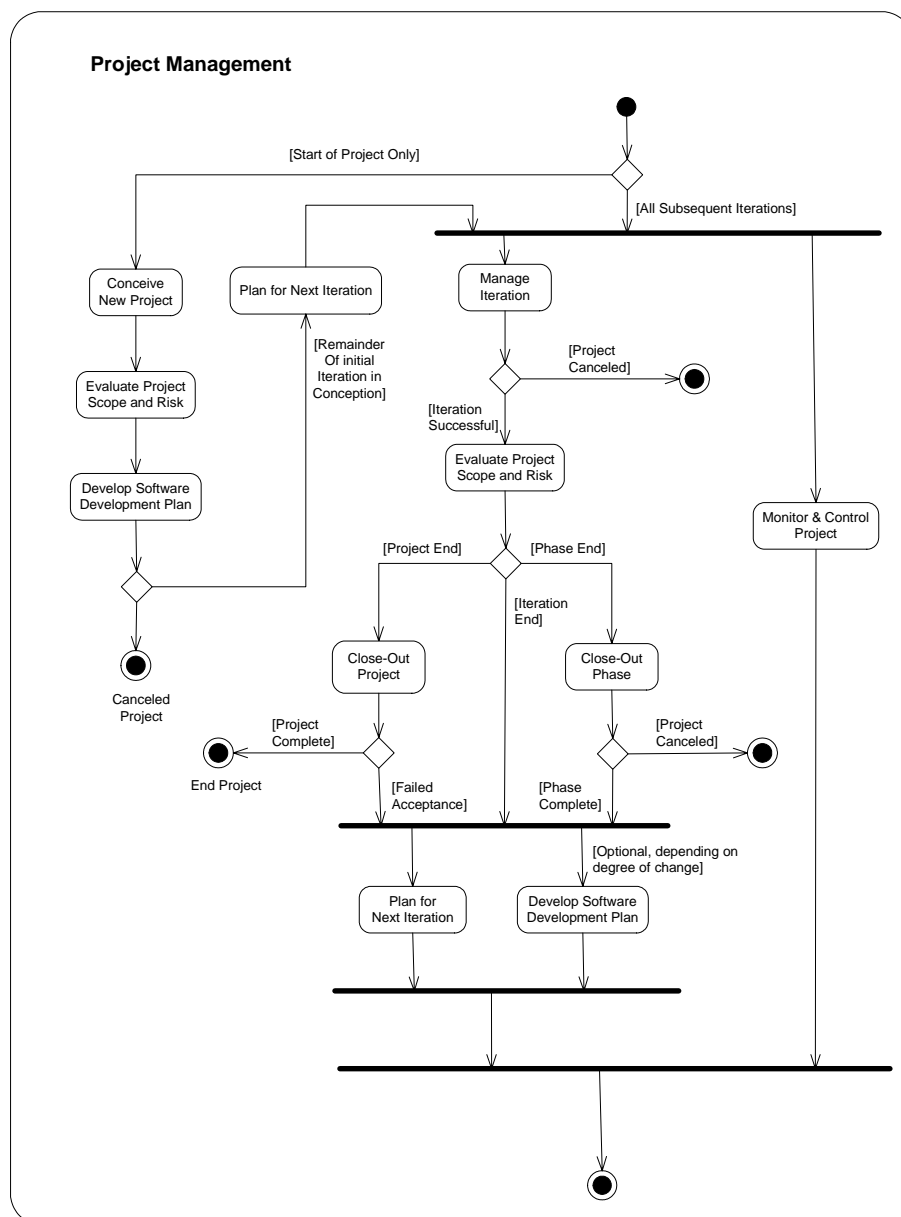 Project Management
[Start of Project Only]
[All Subsequent Iterations]
Conceive
New Project
Plan for Next Iteration
Manage
Iteration
[Remainder
Of initial
Iteration in
Conception]
[Project
Canceled]
Evaluate Project
Scope and Risk
[Iteration
Successful]
Evaluate Project
Scope and Risk
Develop Software
Development Plan
Monitor & Control
Project
[Project End]
[Phase End]
[Iteration
End]
Close-Out
Project
Close-Out
Phase
Canceled
Project
[Project
Complete]
[Project
Canceled]
End Project
[Failed
Acceptance]
[Phase
Complete]
[Optional, depending on
degree of change]
Plan for
Next Iteration
Develop Software
Development Plan